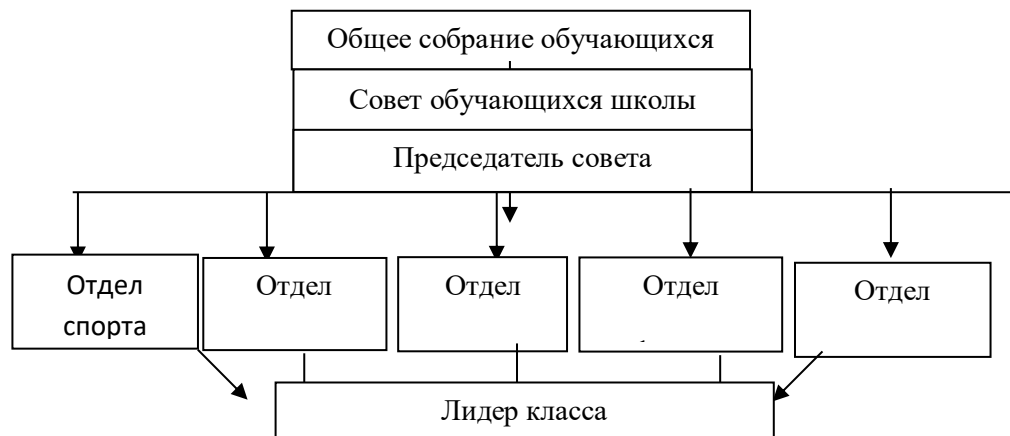 Общее собрание обучающихся
Совет обучающихся школы
Председатель совета
Отдел
спорта
Отдел
Отдел
Отдел
Отдел
Лидер класса